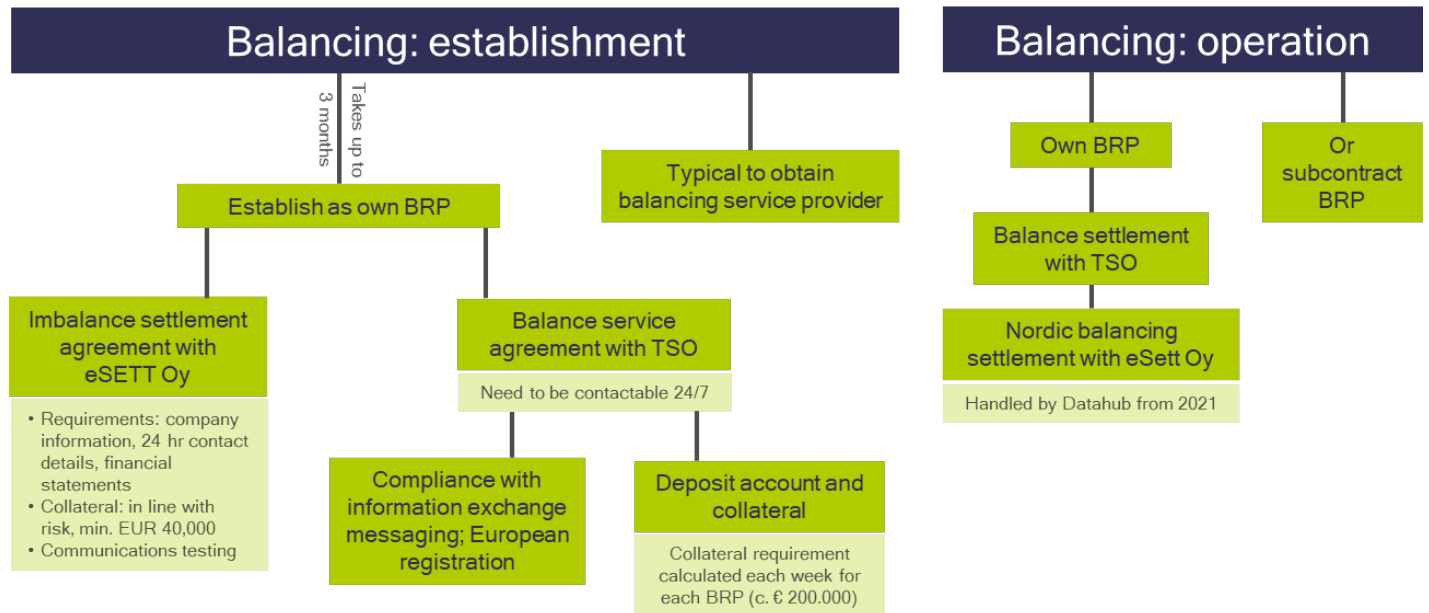 Balancing: establishment
Takes up to
3 months
Establish as own BRP
Typical to obtain
balancing service provider
Imbalance settlement
agreement with
eSETT Oy
• Requirements: company
information, 24 hr contact
details, financial
statements
• Collateral: in line with
risk, min. EUR 40,000
• Communications testing
Balance service
agreement with TSO
Need to be contactable 24/7
Compliance with
information exchange
messaging; European
registration
Deposit account and
collateral
Collateral requirement
calculated each week for
each BRP (c. € 200.000)
Balancing: operation
Own BRP
Or
subcontract
BRP
Balance settlement
with TSO
Nordic balancing
settlement with eSett Oy
Handled by Datahub from 2021